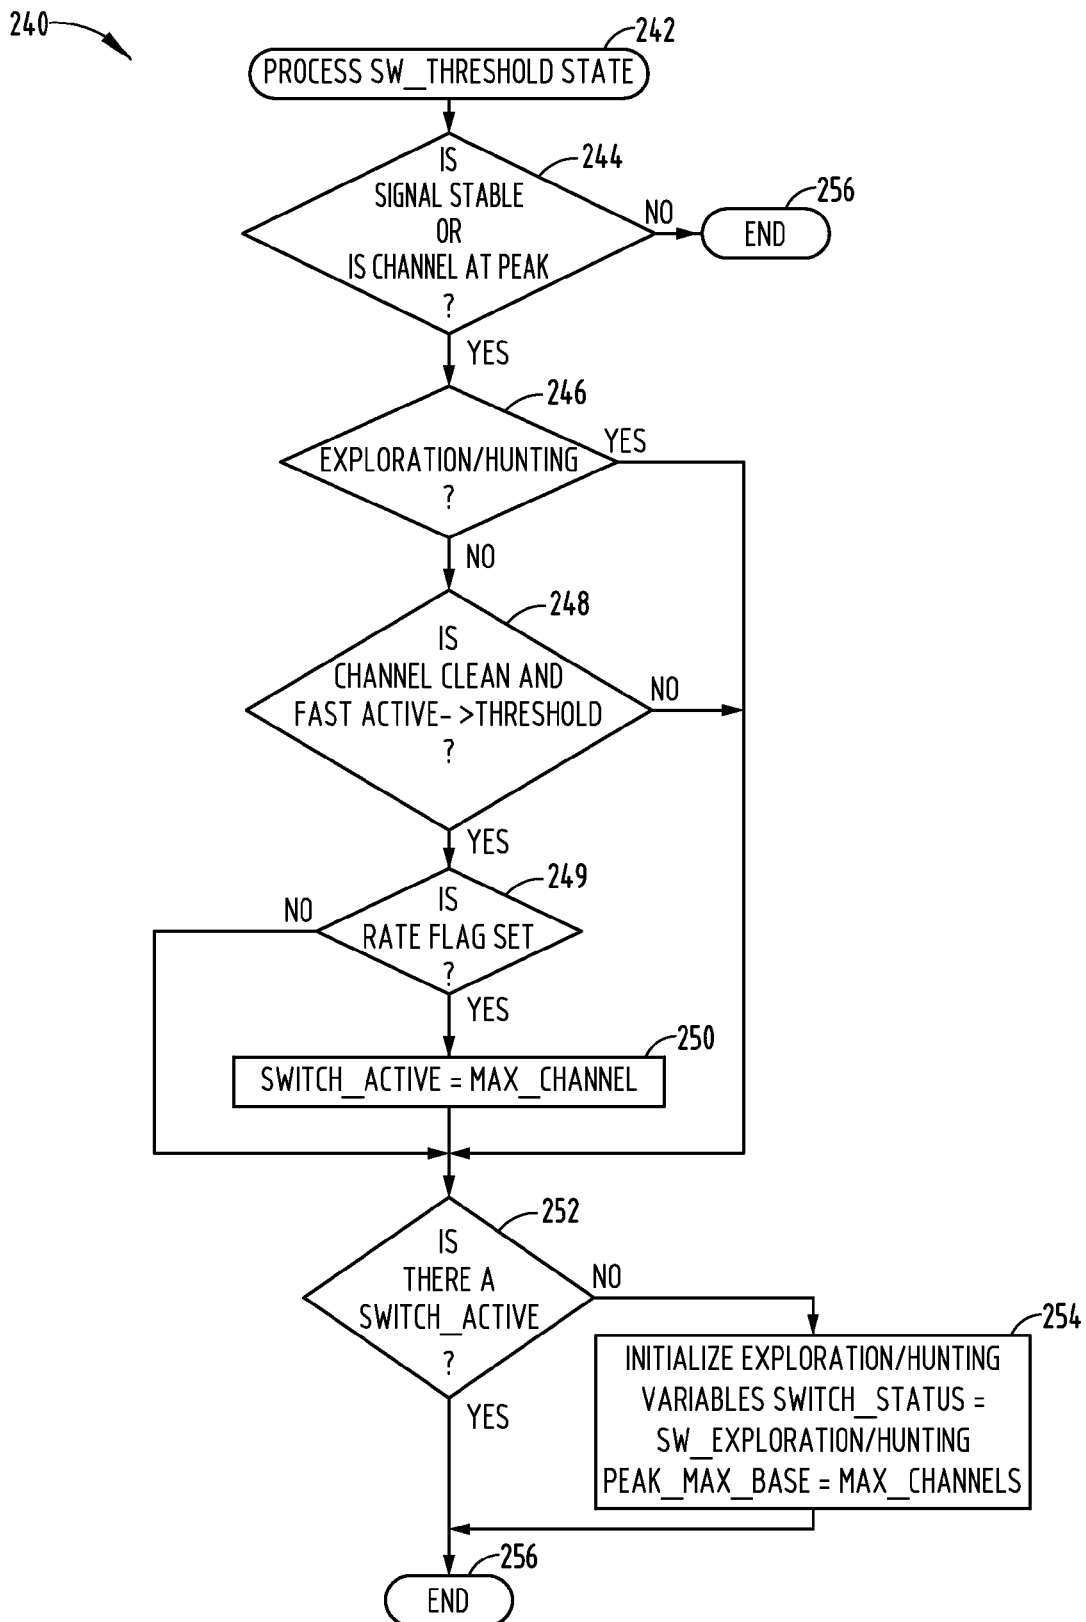 240
242
PROCESS SW_THRESHOLD STATE
244
IS
SIGNAL STABLE
OR
IS CHANNEL AT PEAK
?
NO
256
END
YES
246
EXPLORATION/HUNTING
?
YES
NO
248
IS
CHANNEL CLEAN AND
FAST ACTIVE- >THRESHOLD
?
NO
YES
249
IS
RATE FLAG SET
?
NO
YES
250
SWITCH_ACTIVE = MAX_CHANNEL
252
IS
THERE A
SWITCH_ACTIVE
?
NO
254
INITIALIZE EXPLORATION/HUNTING
VARIABLES SWITCH_STATUS =
SW_EXPLORATION/HUNTING
PEAK_MAX_BASE = MAX_CHANNELS
YES
256
END